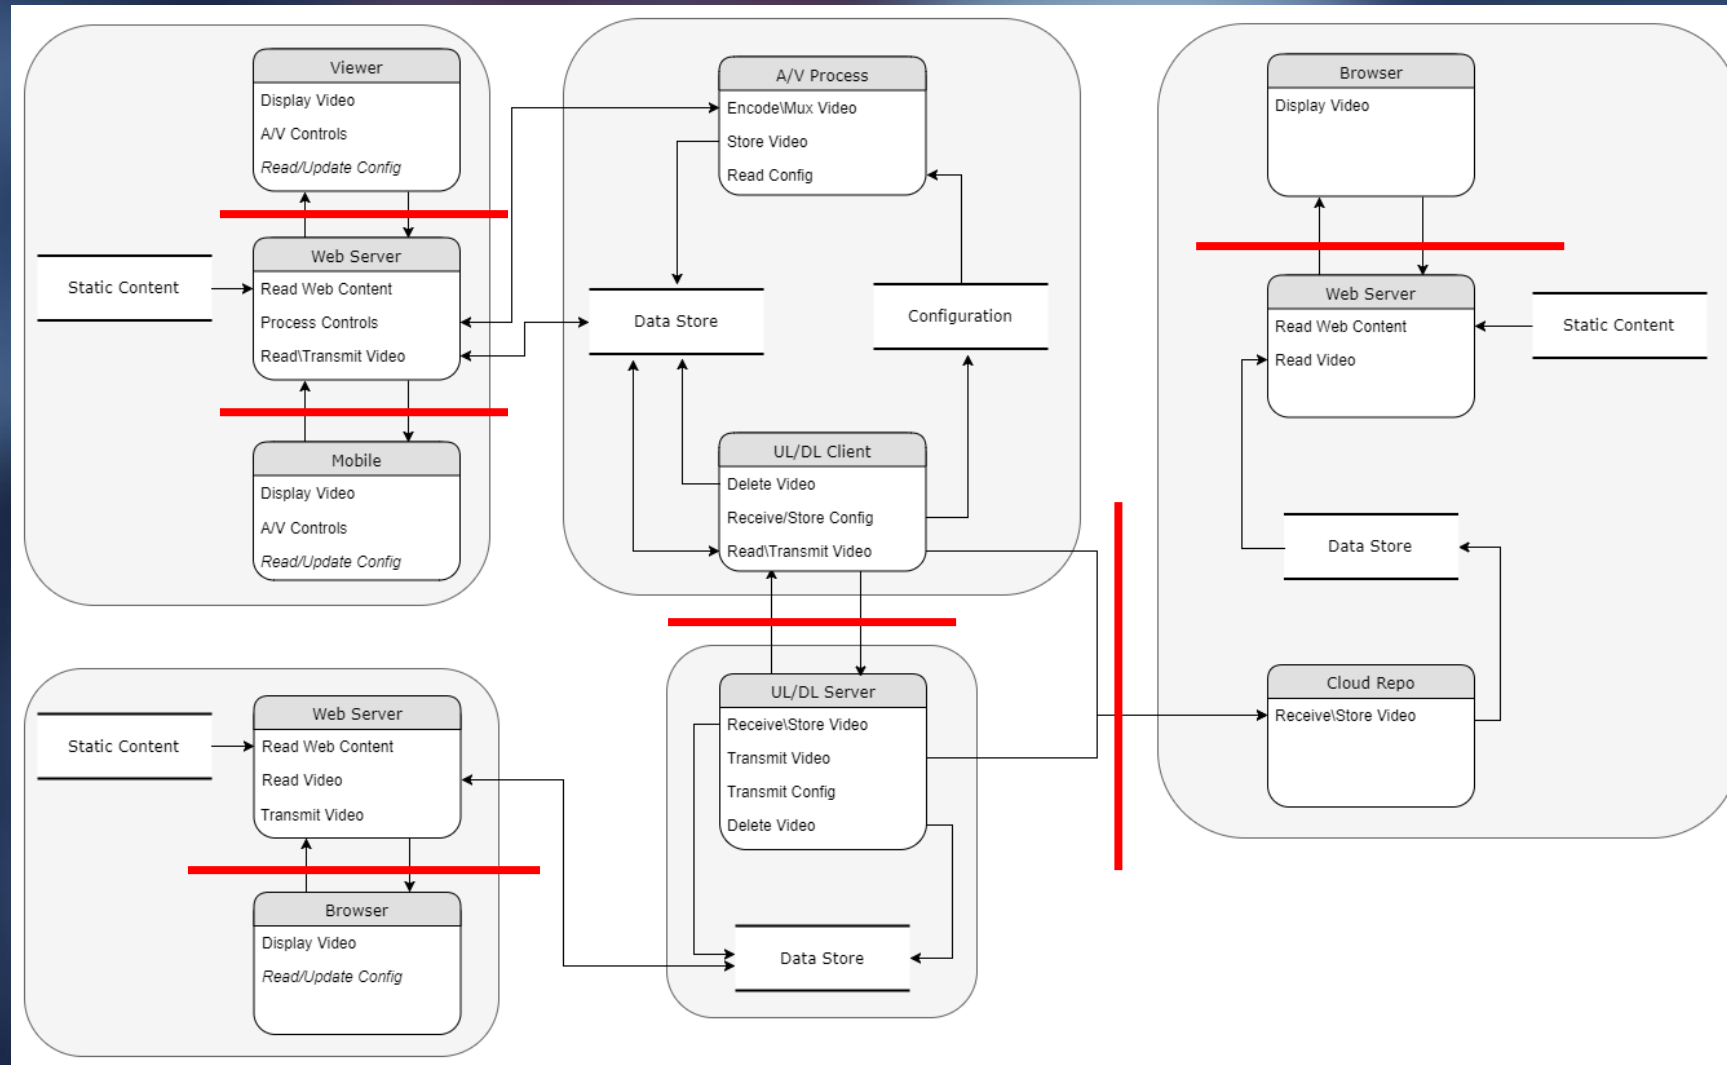 Viewer
Display Video
A/V Controls
Read/Update Config
Web Server
Read Web Content
Process Controls
Read\Transmit Video
Static Content
Mobile
Display Video
A/V Controls
Read/Update Config
A/V Process
Encode\Mux Video
Store Video
Read Config
Data Store
Configuration
UL/DL Client
Delete Video
Receive/Store Config
Read\Transmit Video
Browser
Display Video
Web Server
Read Web Content
Read Video
Static Content
Data Store
Cloud Repo
Receive\Store Video
Static Content
Web Server
Read Web Content
Read Video
Transmit Video
Browser
Display Video
Read/Update Config
UL/DL Server
Receive\Store Video
Transmit Video
Transmit Config
Delete Video
Data Store